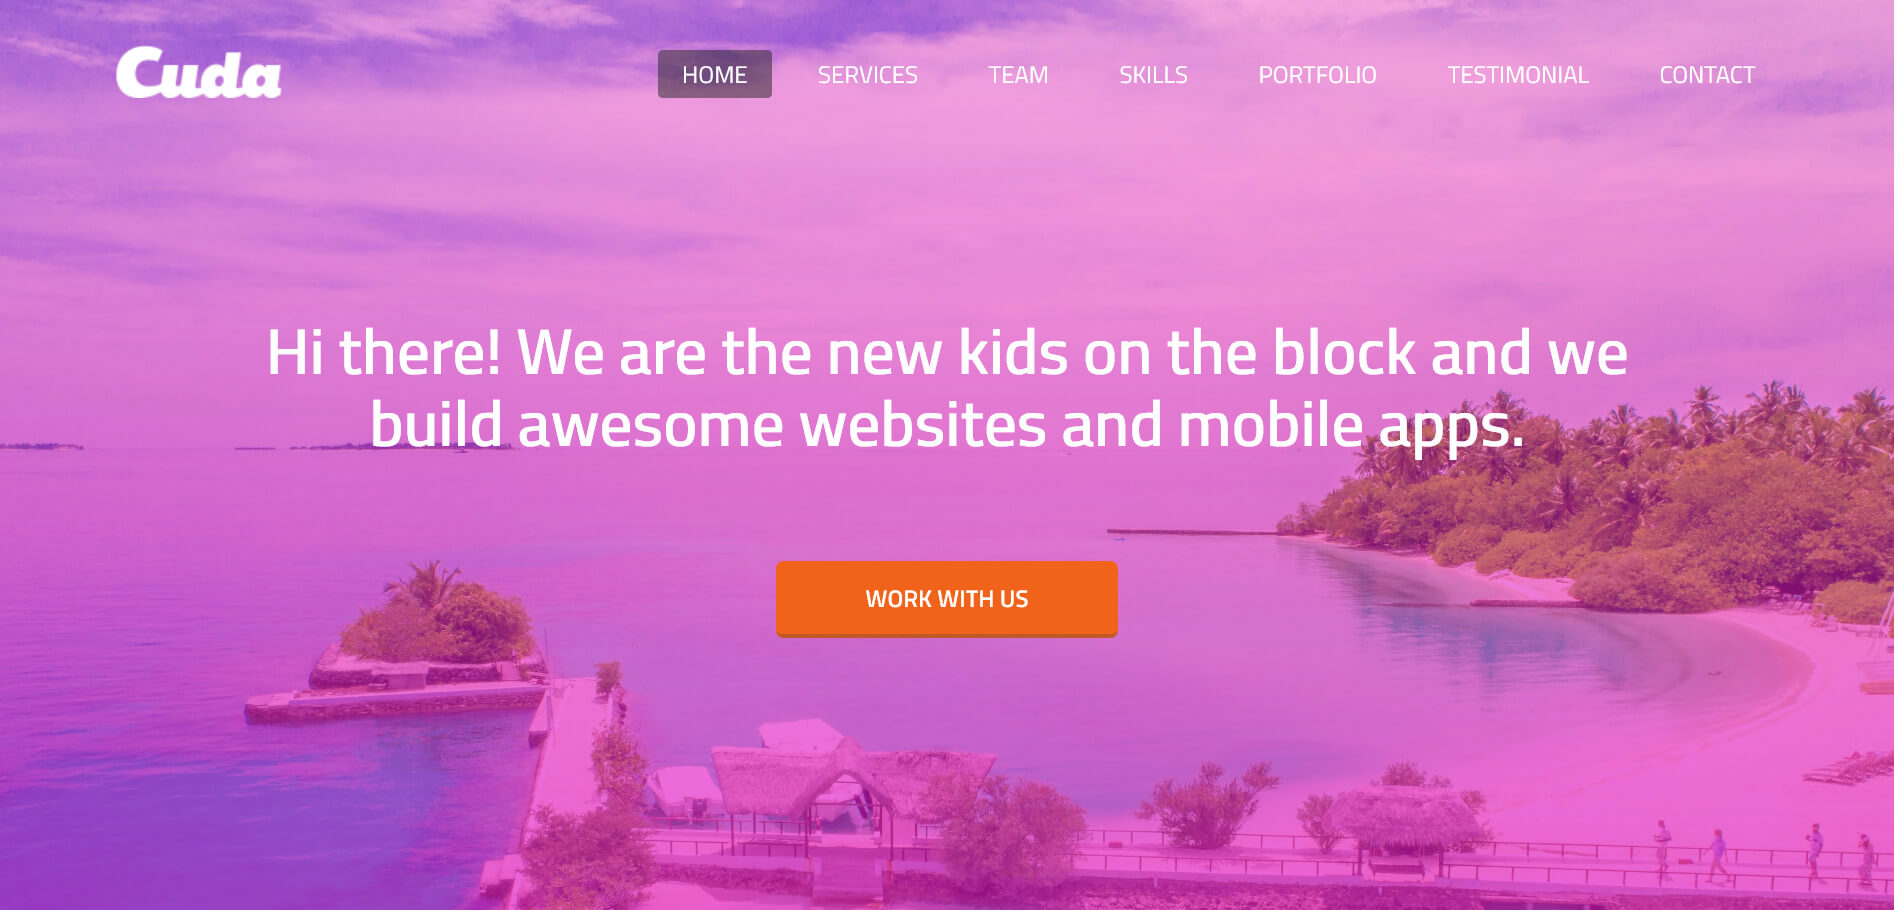 Cuda
HOME SERVICES TEAM SKILLS PORTFOLIO TESTIMONIAL CONTACT
Hi there! We are the new kids on the block and we
build awesome websites and mobile apps.
WORK WITH US